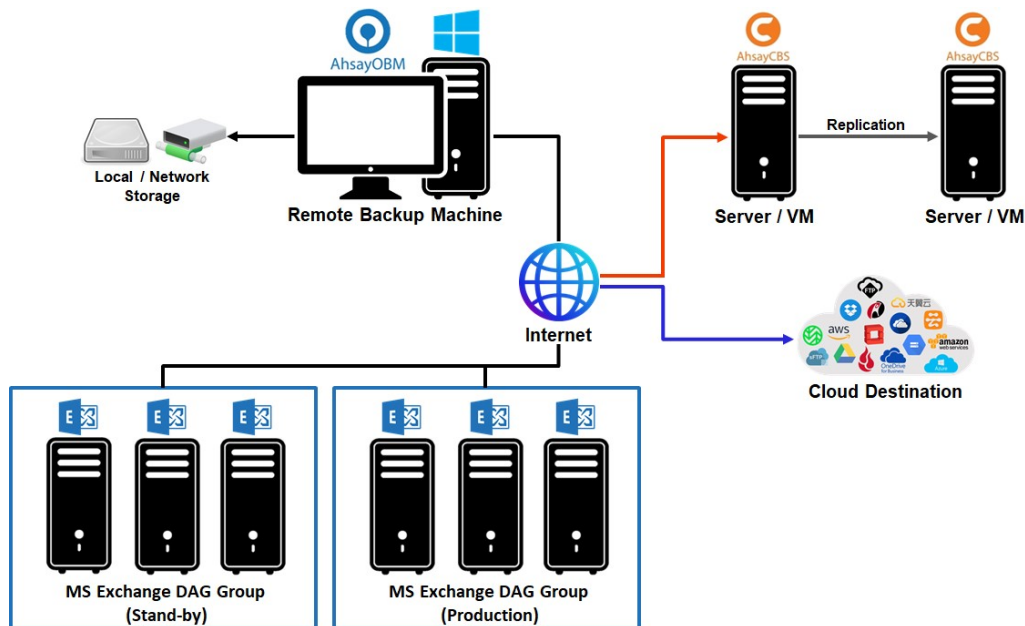 AhsayOBM
AhsayCBS
AhsayCBS
Replication
Local / Network
Storage
Remote Backup Machine
Server / VM
Server / VM
Internet
FTP
天翼云
aws
amazon
web services
SFTP
OneDrive
for Business
Azure
Cloud Destination
E
E
E
E
E
E
MS Exchange DAG Group
(Stand-by)
MS Exchange DAG Group
(Production)